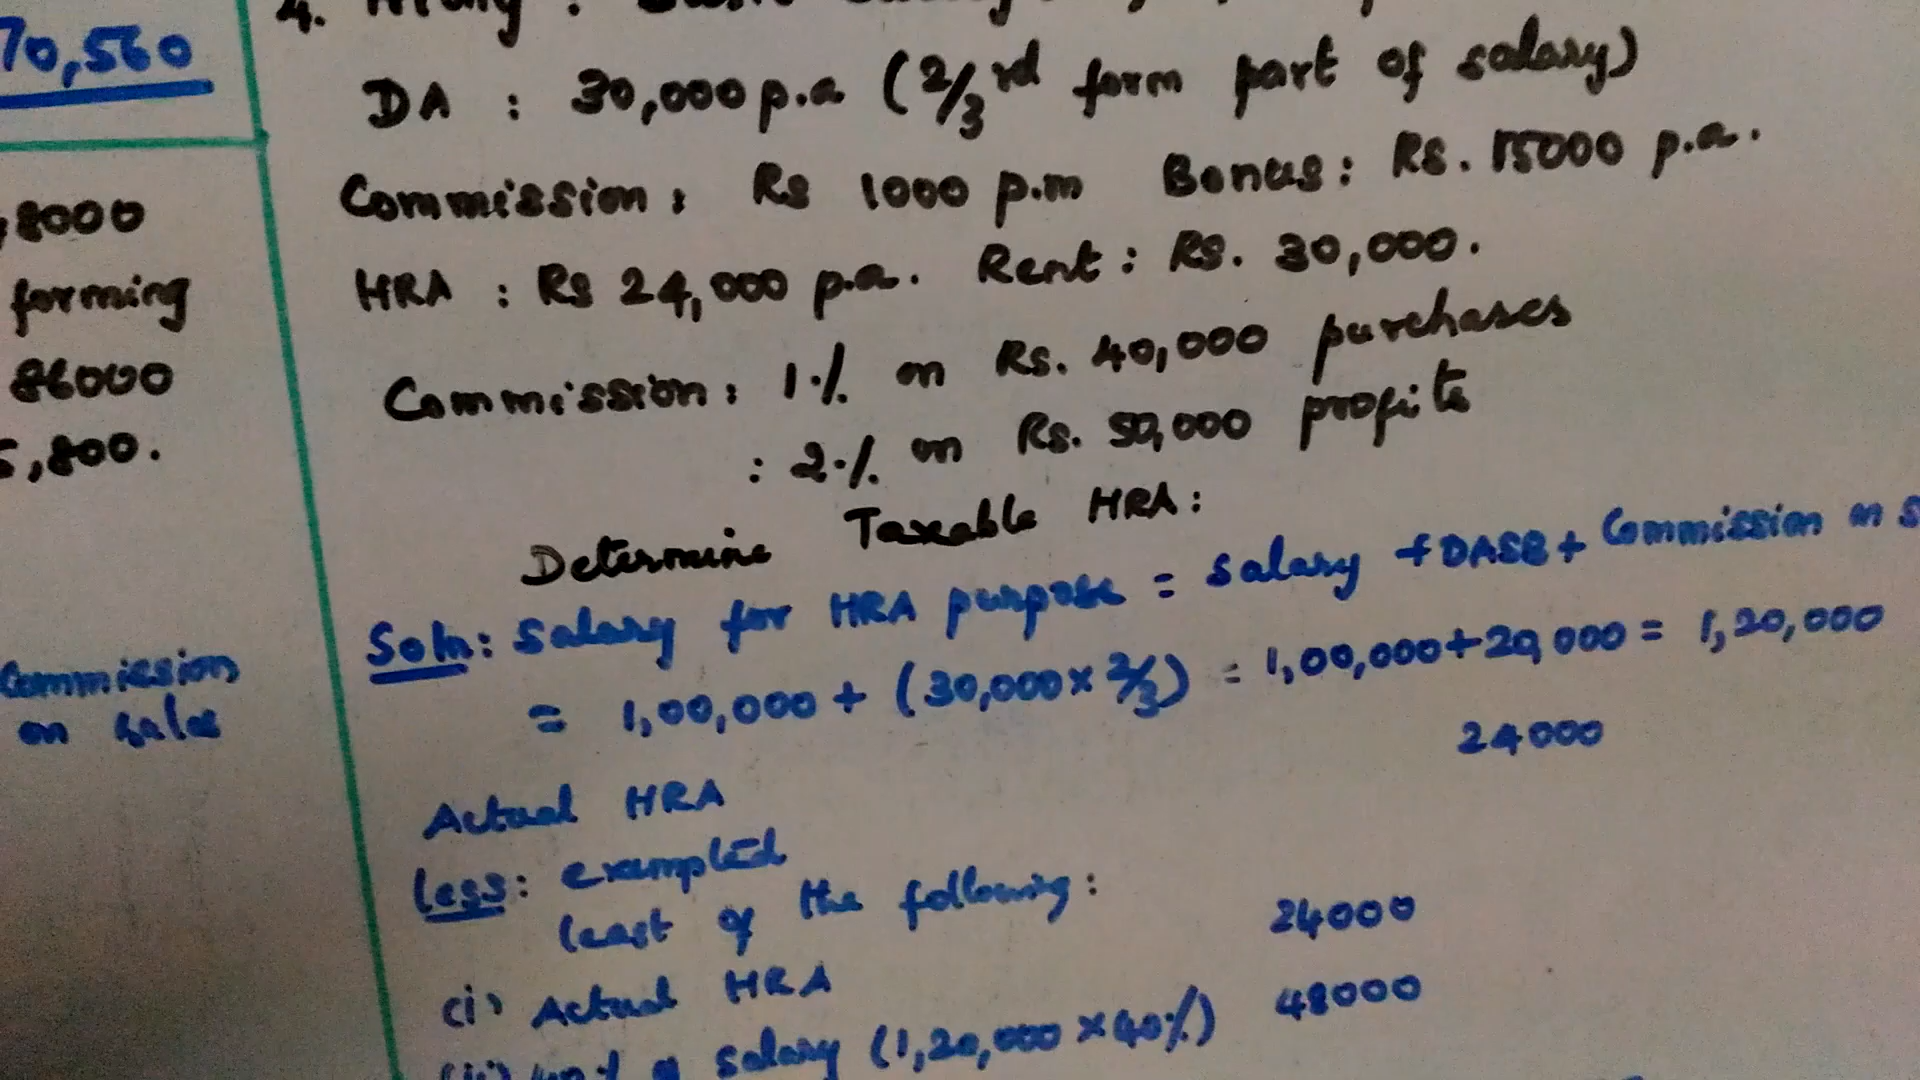 70,560
8000
forming
86000
5,800.
Commission
on sales
4.
DA : 30,000 p.a (2/3rd form part of salary)
Commission : Rs 1000 p.m Bonus : Rs. 15000 p.a.
HRA : Rs 24,000 p.a. Rent : Rs. 30,000.
Commission : 1% on Rs. 40,000 purchases
: 2% on Rs. 50,000 profits
Determine Taxable HRA :
Soln : Salary for HRA purpose = Salary + DASB + Commission on S
= 1,00,000 + (30,000 x 2/3) = 1,00,000 + 20,000 = 1,20,000
Actual HRA 24000
Less : exempted
least of the following :
(i) Actual HRA 24000
salary (1,20,000 x 40%) 48000